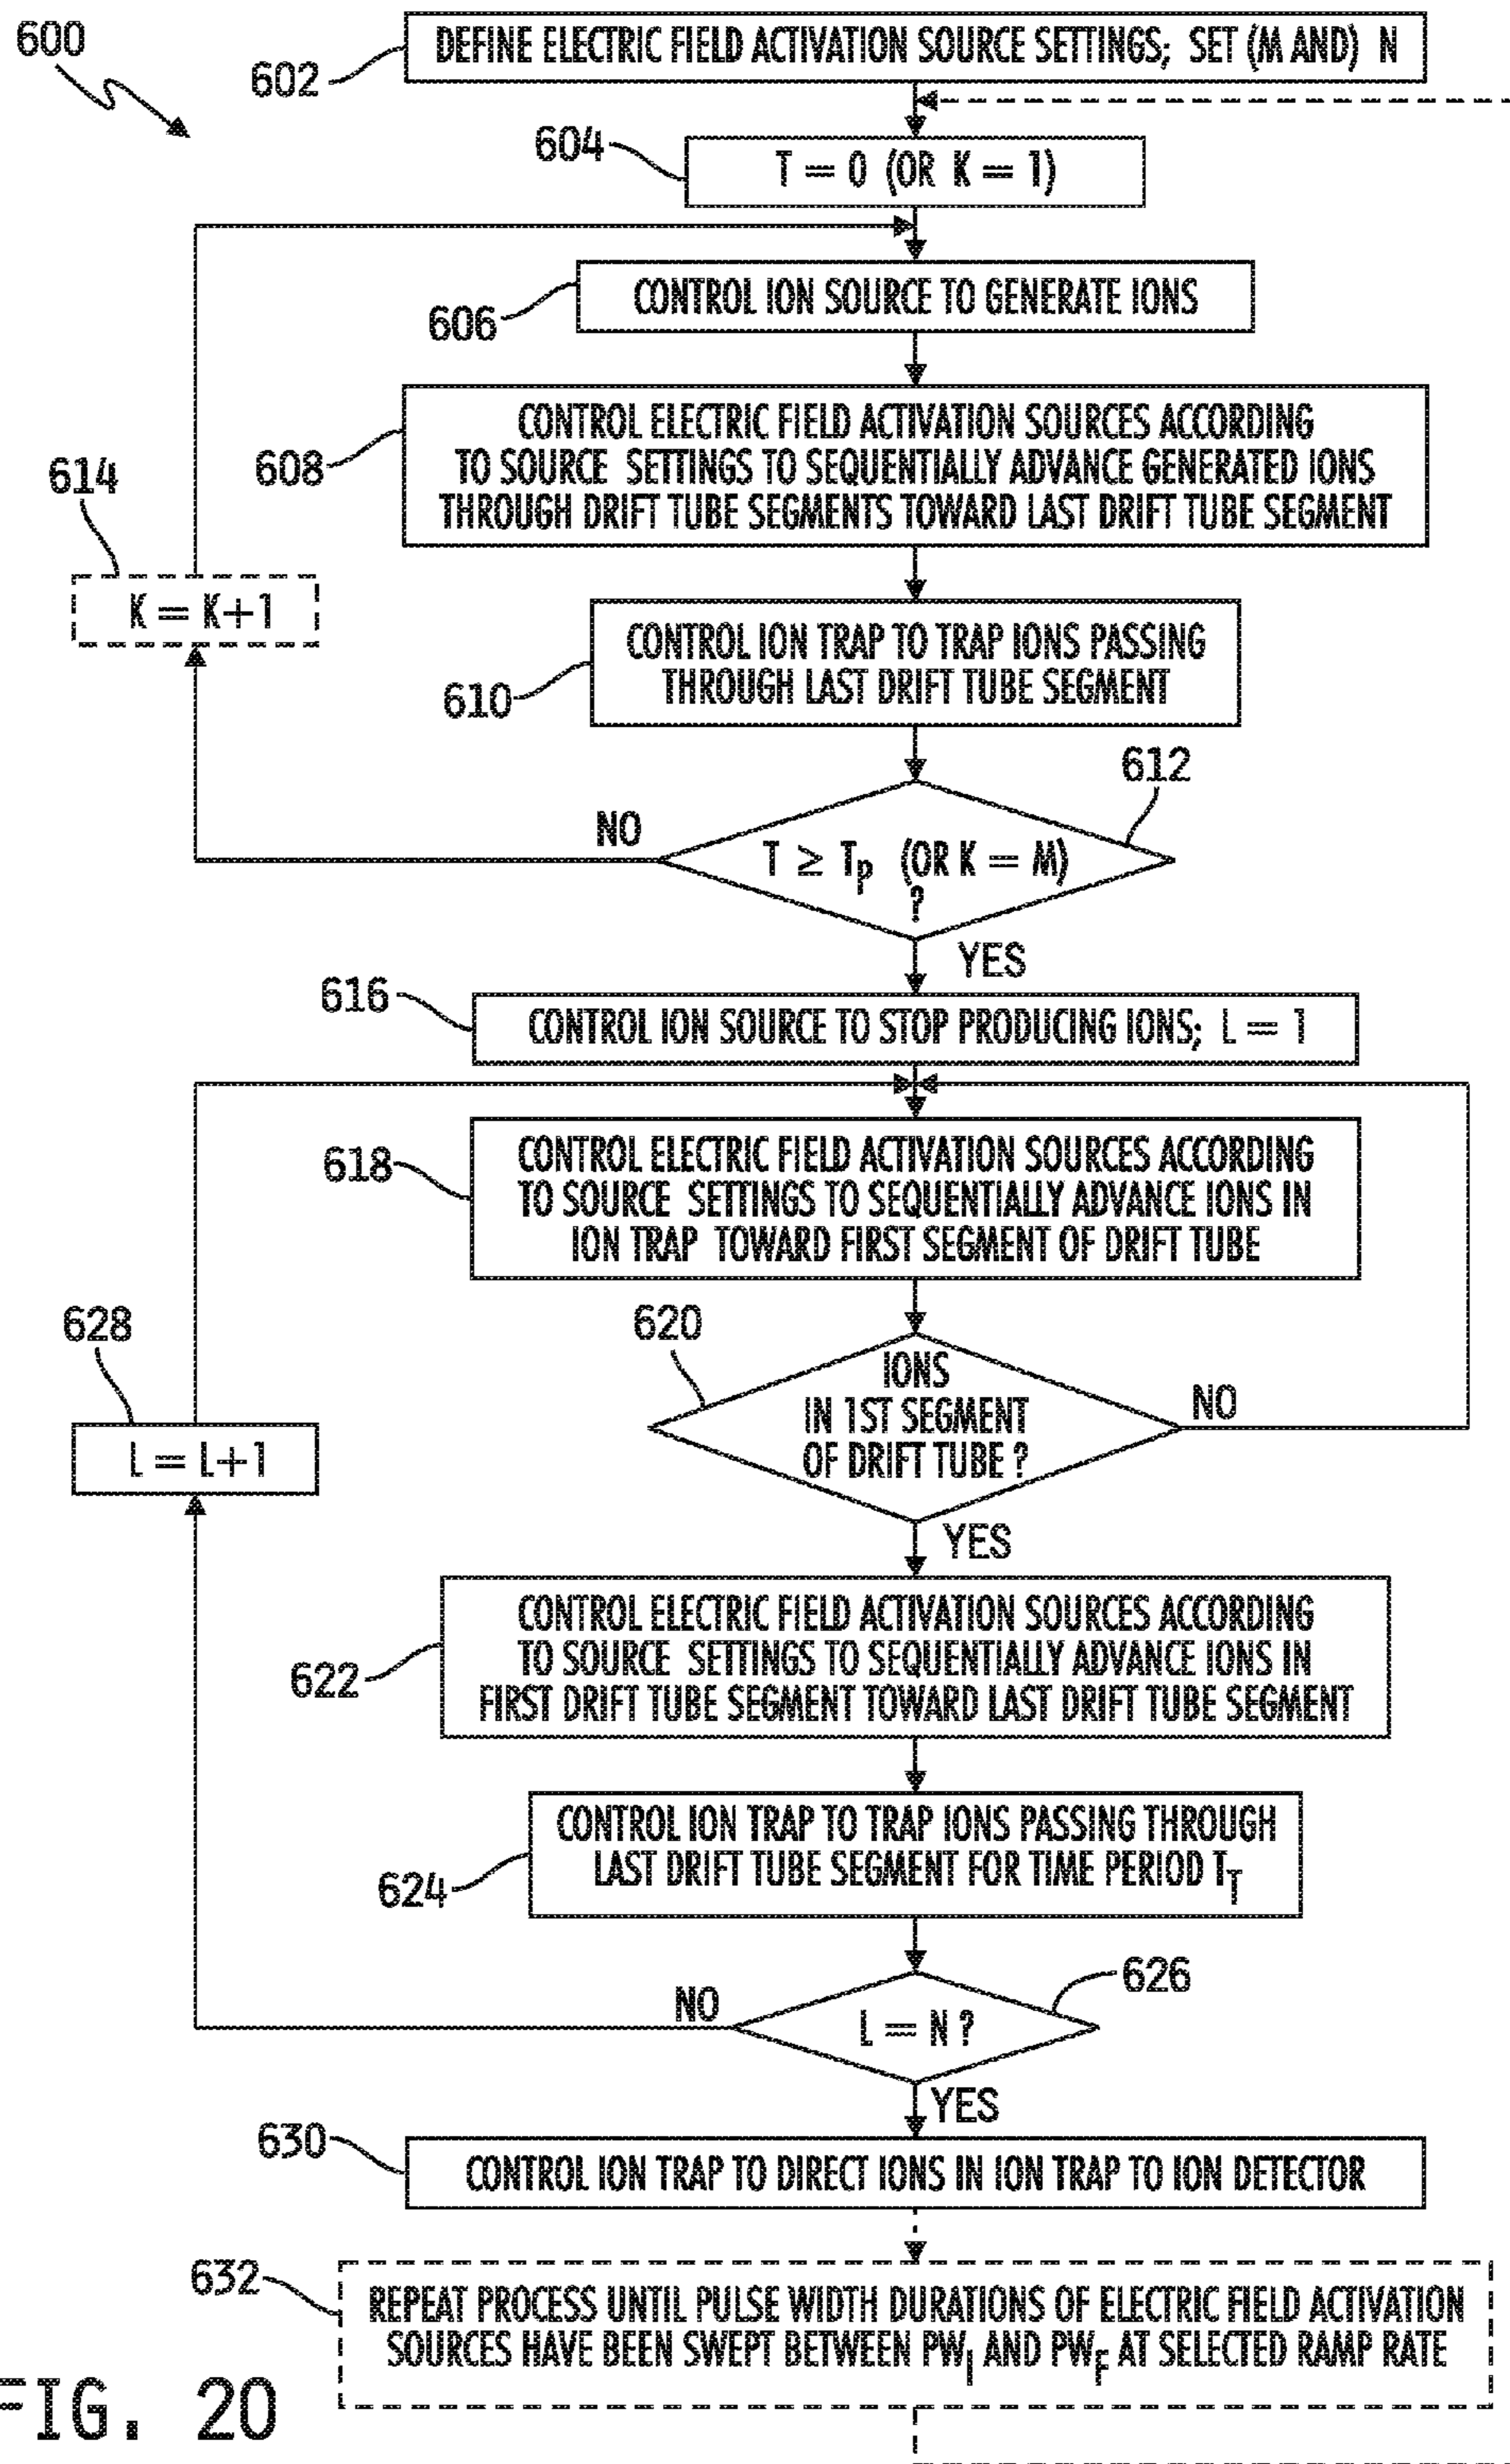 600
602
DEFINE ELECTRIC FIELD ACTIVATION SOURCE SETTINGS; SET (M AND) N
604
T = 0 (OR K = 1)
606
CONTROL ION SOURCE TO GENERATE IONS
608
CONTROL ELECTRIC FIELD ACTIVATION SOURCES ACCORDING
TO SOURCE SETTINGS TO SEQUENTIALLY ADVANCE GENERATED IONS
THROUGH DRIFT TUBE SEGMENTS TOWARD LAST DRIFT TUBE SEGMENT
614
K = K+1
610
CONTROL ION TRAP TO TRAP IONS PASSING
THROUGH LAST DRIFT TUBE SEGMENT
612
NO
T ≥ Tp (OR K = M)
?
YES
616
CONTROL ION SOURCE TO STOP PRODUCING IONS; L = 1
618
CONTROL ELECTRIC FIELD ACTIVATION SOURCES ACCORDING
TO SOURCE SETTINGS TO SEQUENTIALLY ADVANCE IONS IN
ION TRAP TOWARD FIRST SEGMENT OF DRIFT TUBE
628
L = L+1
620
IONS
IN 1ST SEGMENT
OF DRIFT TUBE ?
NO
YES
622
CONTROL ELECTRIC FIELD ACTIVATION SOURCES ACCORDING
TO SOURCE SETTINGS TO SEQUENTIALLY ADVANCE IONS IN
FIRST DRIFT TUBE SEGMENT TOWARD LAST DRIFT TUBE SEGMENT
624
CONTROL ION TRAP TO TRAP IONS PASSING THROUGH
LAST DRIFT TUBE SEGMENT FOR TIME PERIOD TT
626
NO
L = N ?
YES
630
CONTROL ION TRAP TO DIRECT IONS IN ION TRAP TO ION DETECTOR
632
REPEAT PROCESS UNTIL PULSE WIDTH DURATIONS OF ELECTRIC FIELD ACTIVATION
SOURCES HAVE BEEN SWEPT BETWEEN PWI AND PWF AT SELECTED RAMP RATE
FIG. 20